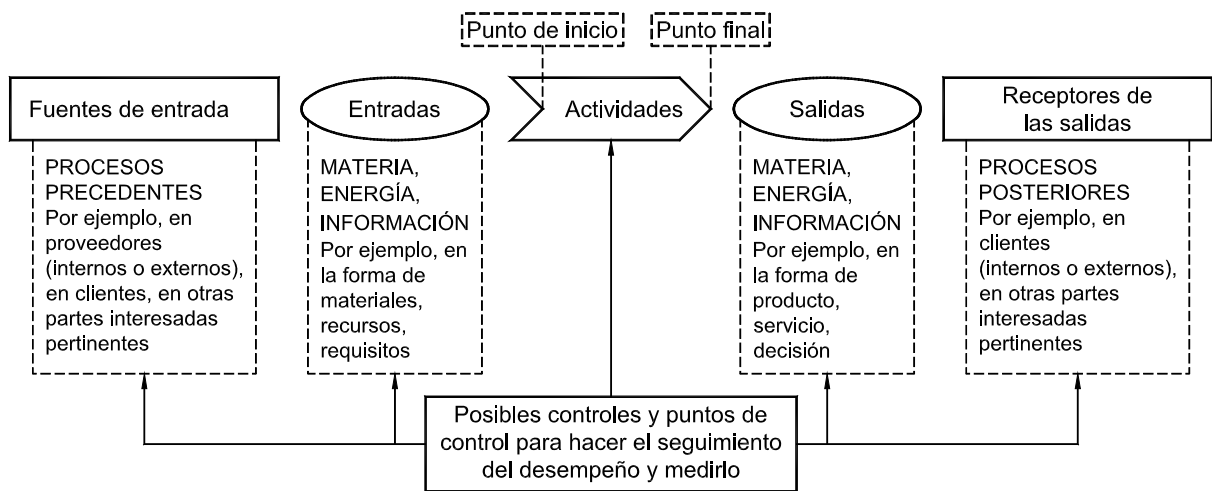 Punto de inicio
Punto final
Fuentes de entrada
Entradas
Actividades
Salidas
Receptores de
las salidas
PROCESOS
PRECEDENTES
Por ejemplo, en
proveedores
(internos o externos),
en clientes, en otras
partes interesadas
pertinentes
MATERIA,
ENERGÍA,
INFORMACIÓN
Por ejemplo, en
la forma de
materiales,
recursos,
requisitos
MATERIA,
ENERGÍA,
INFORMACIÓN
Por ejemplo, en
la forma de
producto,
servicio,
decisión
PROCESOS
POSTERIORES
Por ejemplo, en
clientes
(internos o externos),
en otras partes
interesadas
pertinentes
Posibles controles y puntos de
control para hacer el seguimiento
del desempeño y medirlo